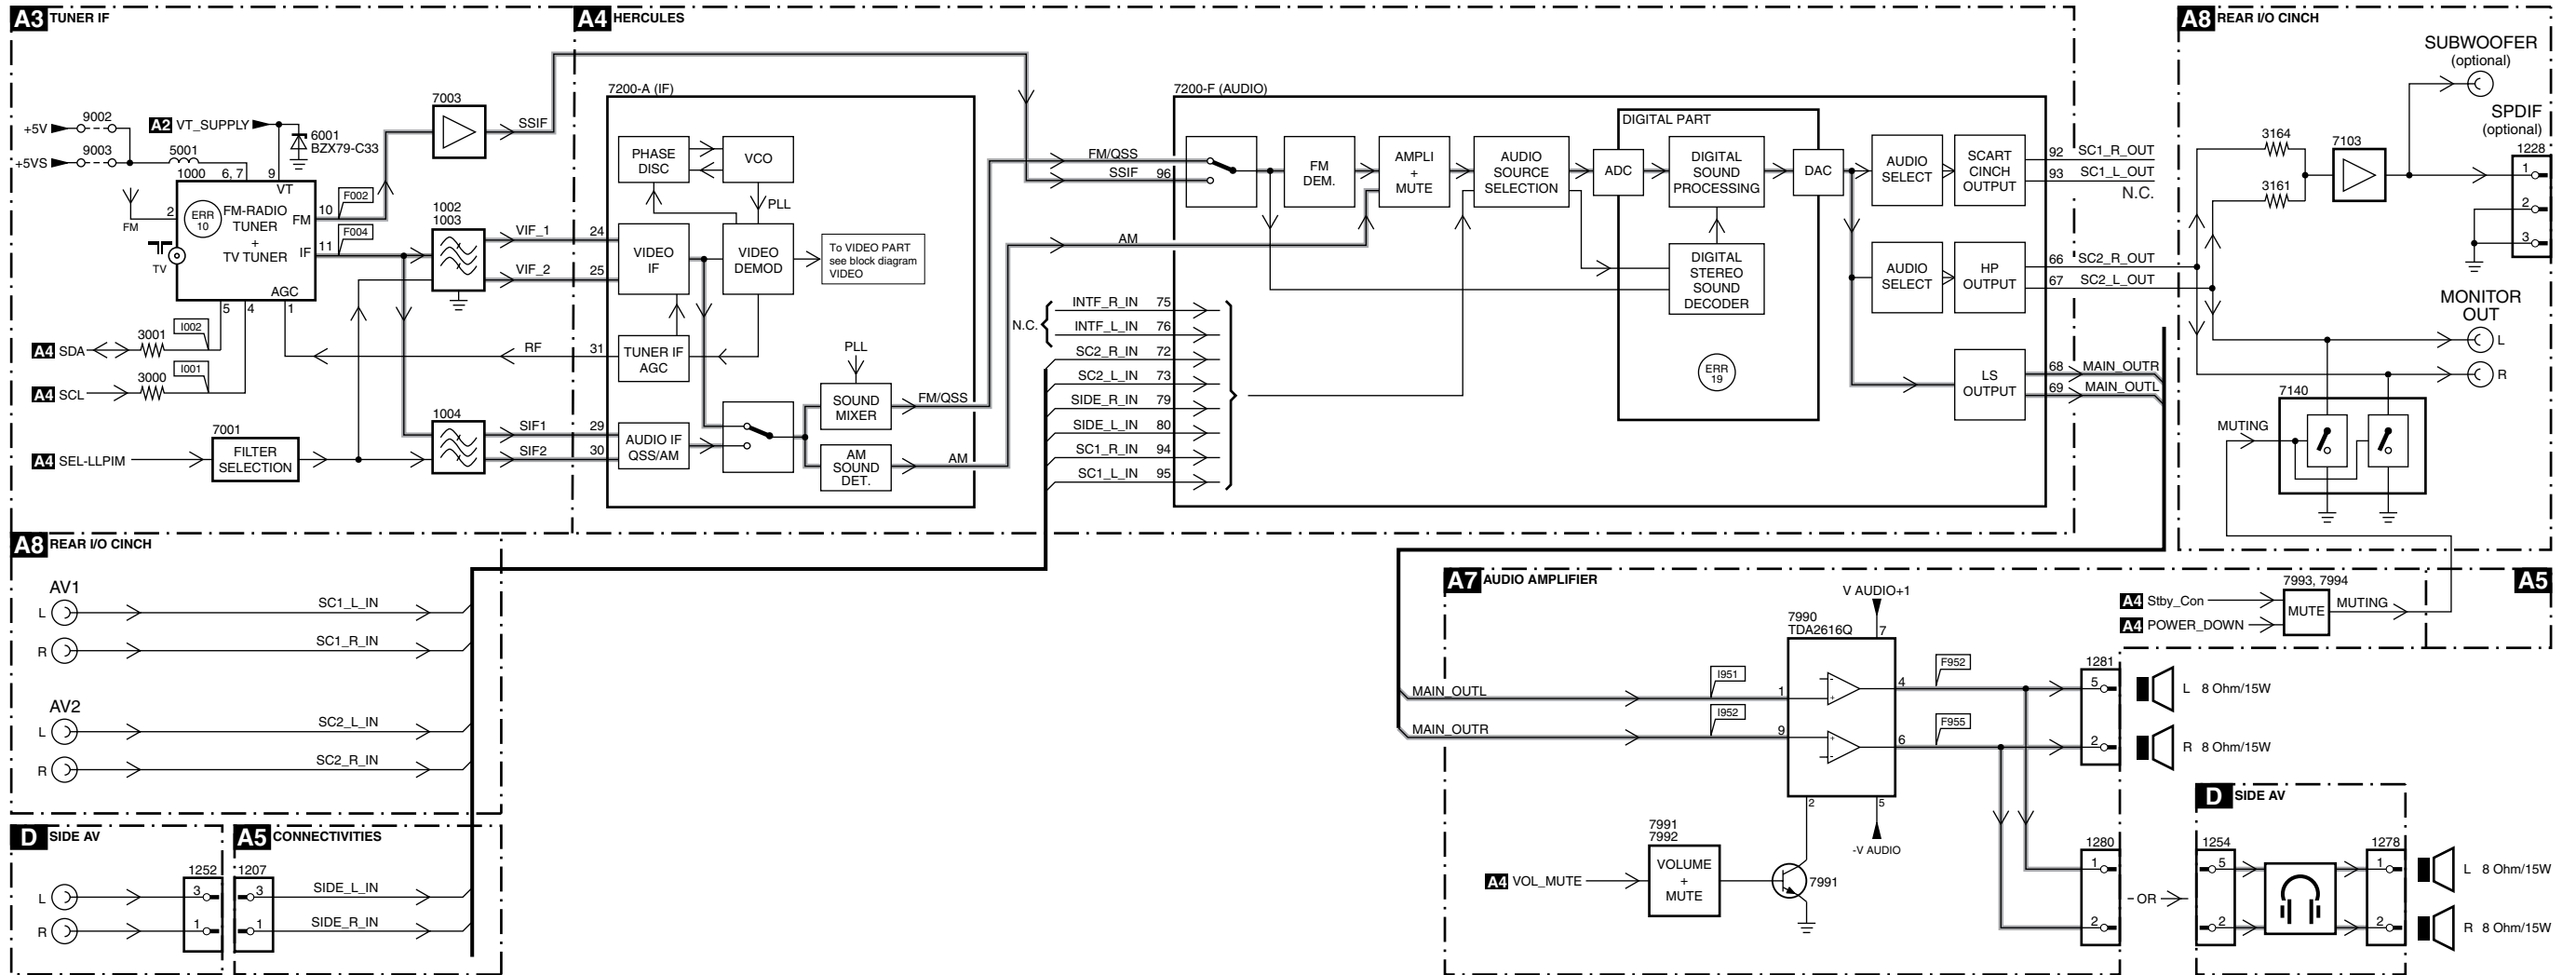 A3 TUNER IF
+5V
9002
+5VS
9003
5001
A2 VT_SUPPLY
6001
BZX79-C33
1000
6, 7
9
VT
2
FM
ERR
10
FM-RADIO
TUNER
+
TV TUNER
FM
10
F002
IF
11
F004
TV
AGC
5
4
1
7003
SSIF
1002
1003
VIF_1
VIF_2
A4 SDA
3001
I002
A4 SCL
3000
I001
RF
1004
SIF1
SIF2
7001
A4 SEL-LLPIM
FILTER
SELECTION
A4 HERCULES
7200-A (IF)
PHASE
DISC
VCO
PLL
24
25
VIDEO
IF
VIDEO
DEMOD
To VIDEO PART
see block diagram
VIDEO
31
TUNER IF
AGC
PLL
SOUND
MIXER
FM/QSS
29
30
AUDIO IF
QSS/AM
AM
SOUND
DET.
AM
7200-F (AUDIO)
FM/QSS
SSIF
96
AM
FM
DEM.
AMPLI
+
MUTE
AUDIO
SOURCE
SELECTION
DIGITAL PART
ADC
DIGITAL
SOUND
PROCESSING
DAC
DIGITAL
STEREO
SOUND
DECODER
ERR
19
AUDIO
SELECT
SCART
CINCH
OUTPUT
AUDIO
SELECT
HP
OUTPUT
LS
OUTPUT
N.C.
INTF_R_IN 75
INTF_L_IN 76
SC2_R_IN 72
SC2_L_IN 73
SIDE_R_IN 79
SIDE_L_IN 80
SC1_R_IN 94
SC1_L_IN 95
92 SC1_R_OUT
93 SC1_L_OUT
N.C.
66 SC2_R_OUT
67 SC2_L_OUT
68 MAIN_OUTR
69 MAIN_OUTL
A8 REAR I/O CINCH
SUBWOOFER
(optional)
SPDIF
(optional)
1228
1
2
3
3164
3161
7103
MONITOR
OUT
L
R
7140
MUTING
A8 REAR I/O CINCH
AV1
L
SC1_L_IN
R
SC1_R_IN
AV2
L
SC2_L_IN
R
SC2_R_IN
D SIDE AV
L
R
1252
3
1
A5 CONNECTIVITIES
1207
3
1
SIDE_L_IN
SIDE_R_IN
A7 AUDIO AMPLIFIER
V AUDIO+1
7990
TDA2616Q
7
MAIN_OUTL
I951
1
MAIN_OUTR
I952
9
-
+
+
-
4
F952
6
F955
2
5
-V AUDIO
7991
7992
A4 VOL_MUTE
VOLUME
+
MUTE
7991
A5
7993, 7994
A4 Stby_Con
A4 POWER_DOWN
MUTE
MUTING
1281
5
2
L 8 Ohm/15W
R 8 Ohm/15W
1280
1
2
OR
D SIDE AV
1254
5
2
1278
1
2
L 8 Ohm/15W
R 8 Ohm/15W